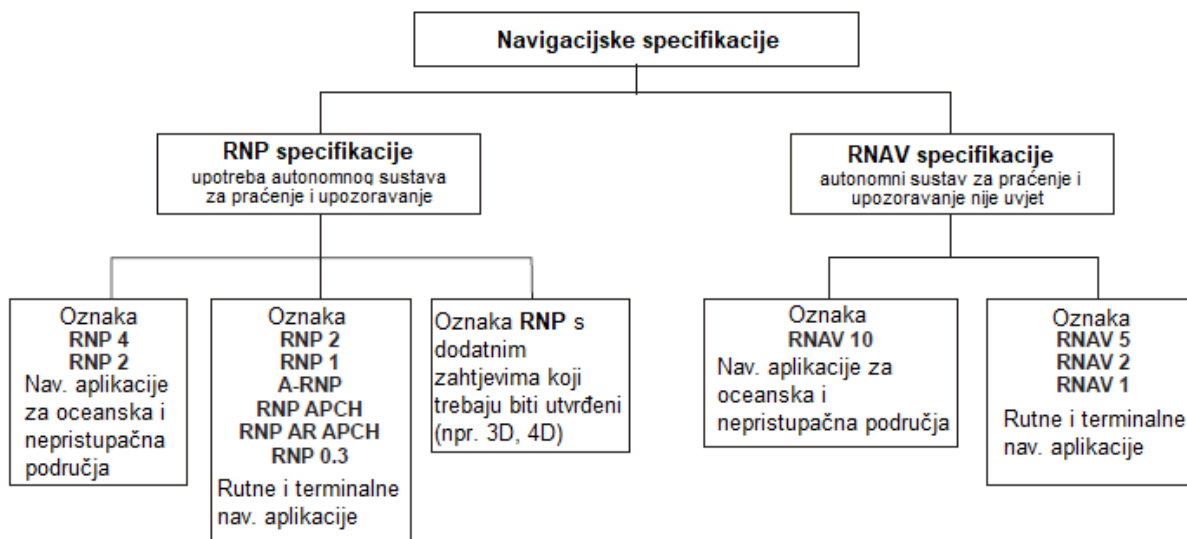 Navigacijske specifikacije
RNP specifikacije
upotreba autonomnog sustava
za praćenje i upozoravanje
RNAV specifikacije
autonomni sustav za praćenje i
upozoravanje nije uvjet
Oznaka
RNP 4
RNP 2
Nav. aplikacije
za oceanska i
nepristupačna
područja
Oznaka
RNP 2
RNP 1
A-RNP
RNP APCH
RNP AR APCH
RNP 0.3
Rutne i terminalne
nav. aplikacije
Oznaka RNP s
dodatnim
zahtjevima koji
trebaju biti utvrđeni
(npr. 3D, 4D)
Oznaka
RNAV 10
Nav. aplikacije za
oceanska i
nepristupačna područja
Oznaka
RNAV 5
RNAV 2
RNAV 1
Rutne i terminalne
nav. aplikacije